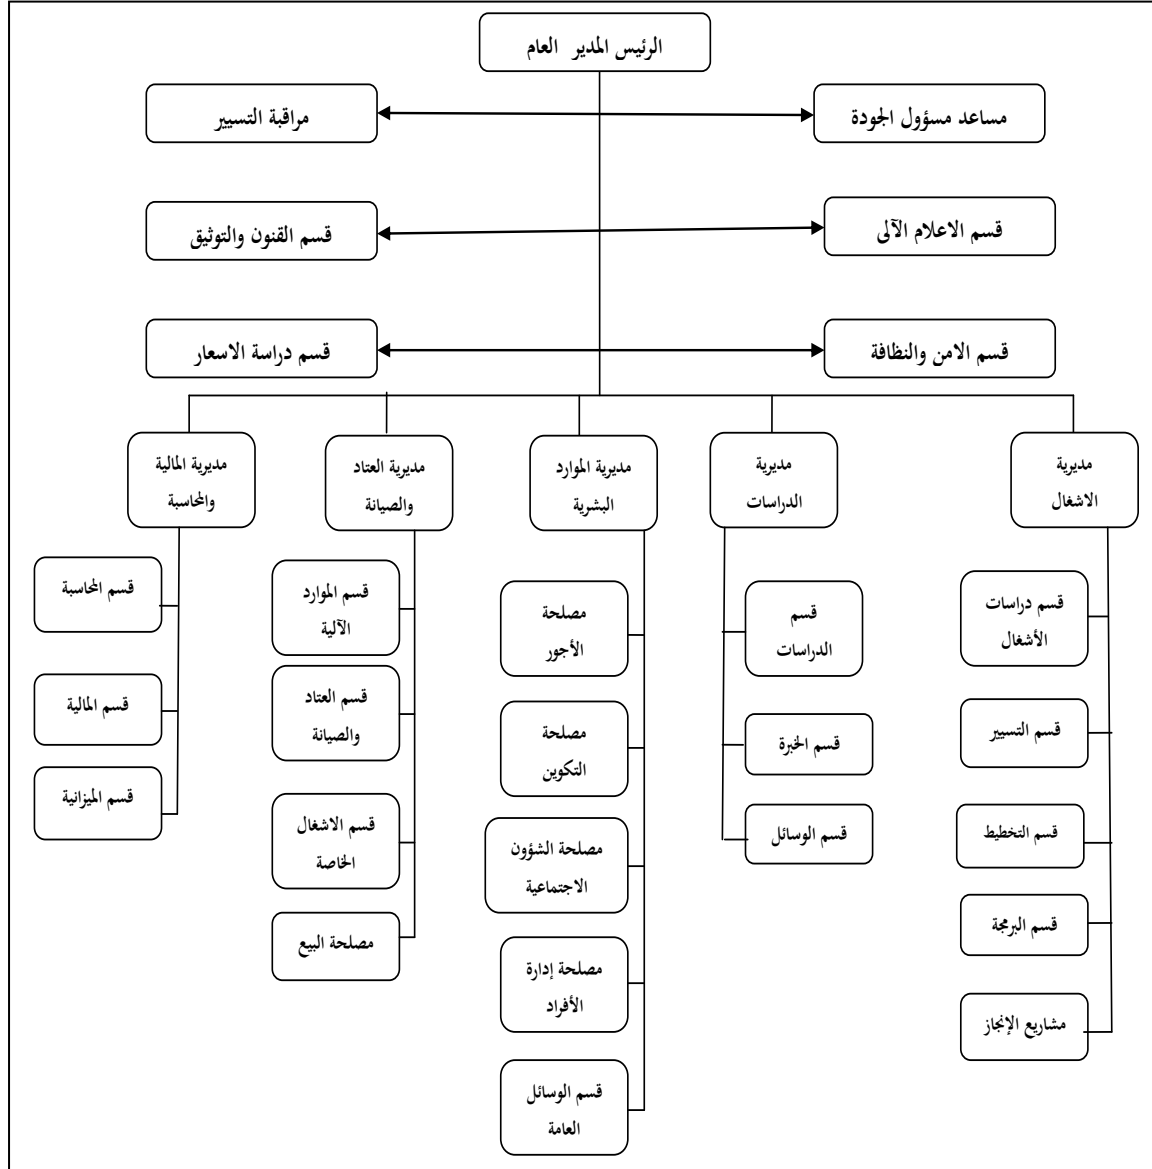 الرئيس المدير العام
مساعد مسؤول الجودة
مراقبة التسيير
قسم الاعلام الآلى
قسم القنون والتوثيق
قسم الامن والنظافة
قسم دراسة الاسعار
مديرية
الاشغال
مديرية
الدراسات
مديرية الموارد
البشرية
مديرية العتاد
والصيانة
مديرية المالية
والمحاسبة
قسم دراسات
الأشغال
قسم التسيير
قسم التخطيط
قسم البرمجة
مشاريع الإنجاز
قسم
الدراسات
قسم الخبرة
قسم الوسائل
مصلحة
الأجور
مصلحة
التكوين
مصلحة الشؤون
الاجتماعية
مصلحة إدارة
الأفراد
قسم الوسائل
العامة
قسم الموارد
الآلية
قسم العتاد
والصيانة
قسم الاشغال
الخاصة
مصلحة البيع
قسم المحاسبة
قسم المالية
قسم الميزانية